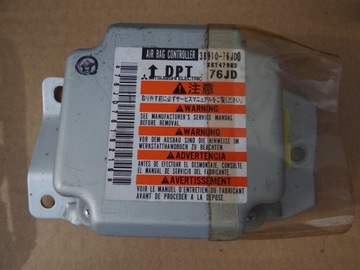 AIR BAG CONTROLLER 38910-76JD0
DPT X6T47983
MITSUBISHI ELECTRIC 76JD
注意
取り外す前に必ずサービスマニュアルをご覧ください
WARNING
SEE MANUFACTURER'S SERVICE MANUAL
BEFORE REMOVAL.
WARNUNG
VOR DEM AUSBAU SIND DIE HINWEISE IM
WERKSTATTHANDBUCH ZU BEACHTEN
ADVERTENCIA
ANTES DE EFECTUAR EL DESMONTAJE, CONSULTE
EL MANUAL DE SERVICIO DEL FABRICANTE.
AVERTISSEMENT
VOIR LE MANUEL D'ENTRETIEN DU FABRICANT
AVANT DE PROCEDER A LA DEPOSE.